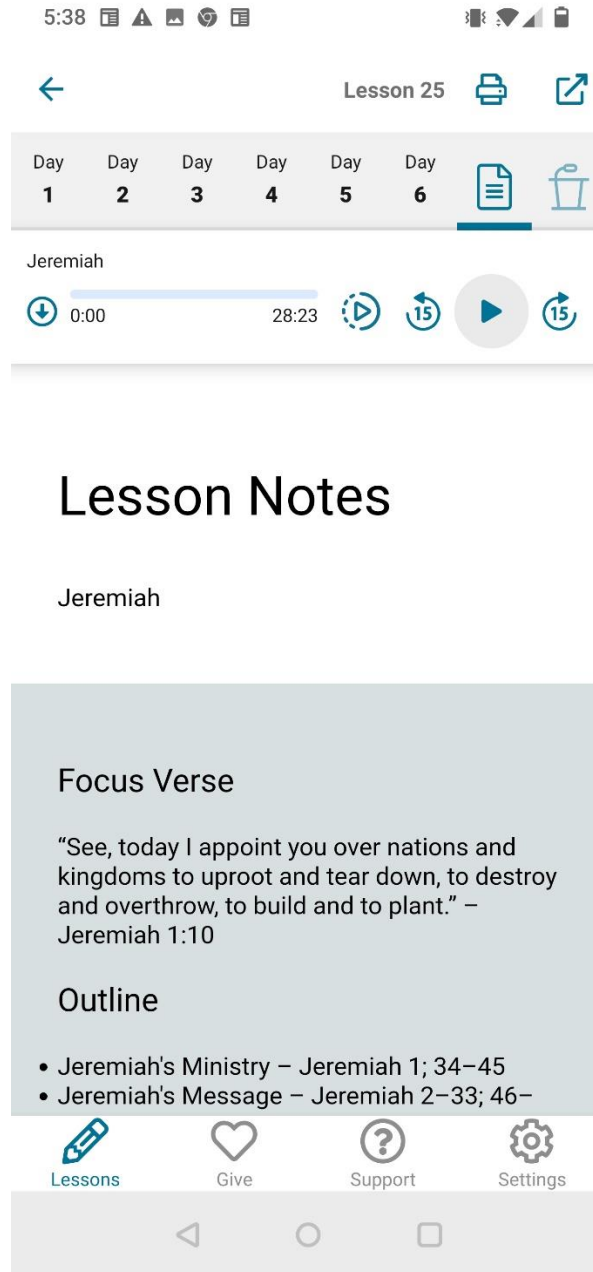 5:38
Lesson 25
Day Day Day Day Day Day
1 2 3 4 5 6
Jeremiah
0:00 28:23
15 15
Lesson Notes
Jeremiah
Focus Verse
“See, today I appoint you over nations and
kingdoms to uproot and tear down, to destroy
and overthrow, to build and to plant.” –
Jeremiah 1:10
Outline
• Jeremiah's Ministry – Jeremiah 1; 34–45
• Jeremiah's Message – Jeremiah 2–33; 46–
Lessons Give Support Settings